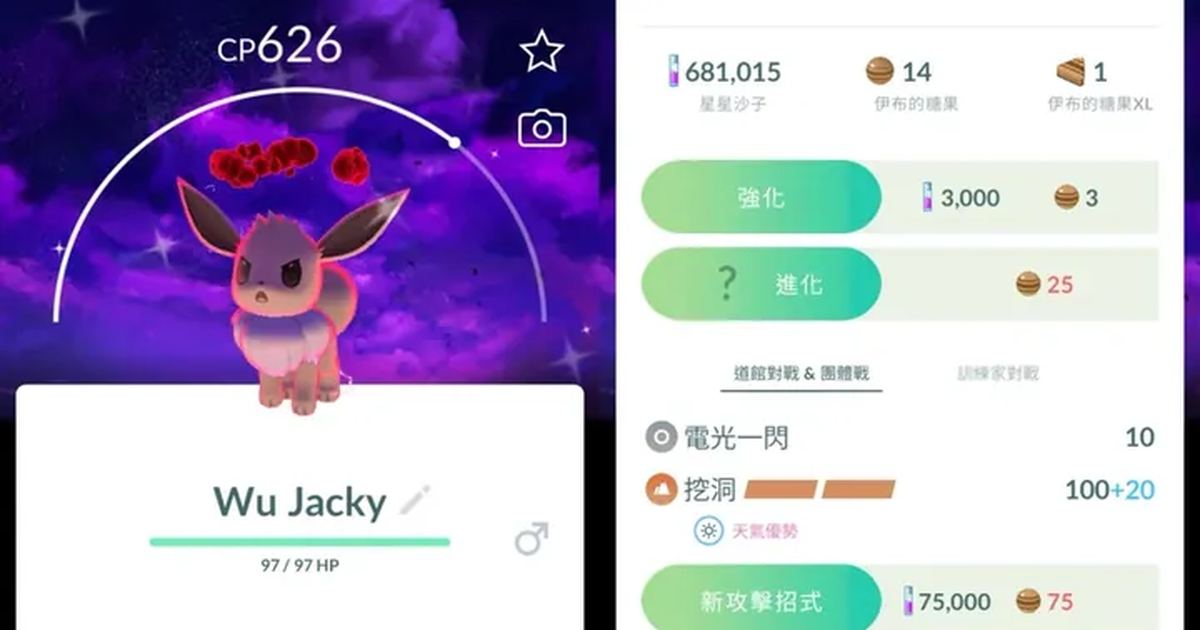 CP626
Wu Jacky
97 / 97 HP
681,015
星星沙子
14
伊布的糖果
1
伊布的糖果XL
強化
3,000
3
? 進化
25
道館對戰 & 團體戰
訓練家對戰
電光一閃
10
挖洞
100+20
天氣優勢
新攻擊招式
75,000
75